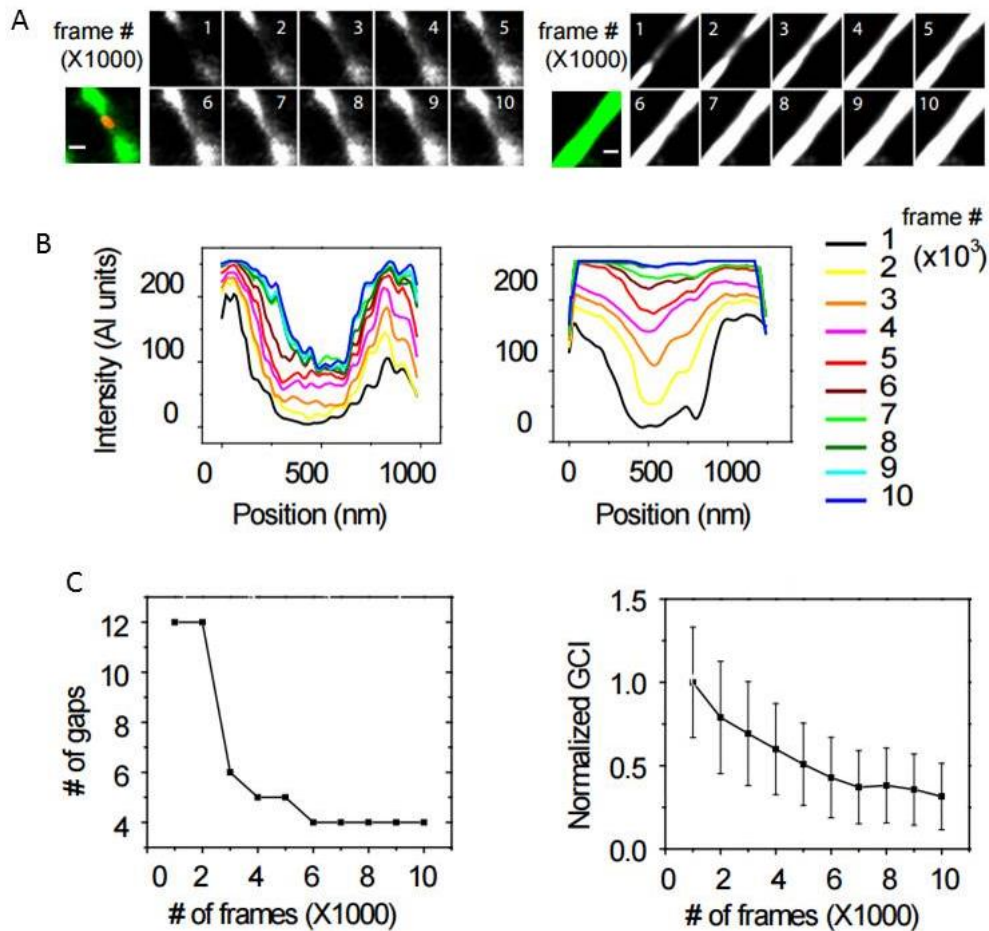 A
frame #
(X1000)
1 2 3 4 5
6 7 8 9 10
frame #
(X1000)
1 2 3 4 5
6 7 8 9 10
B
Intensity (AI units)
200
100
0
0 500 1000
Position (nm)
200
100
0
0 500 1000
Position (nm)
frame #
(x10³)
1
2
3
4
5
6
7
8
9
10
C
# of gaps
12
10
8
6
4
0 2 4 6 8 10
# of frames (X1000)
Normalized GCI
1.5
1.0
0.5
0.0
0 2 4 6 8 10
# of frames (X1000)